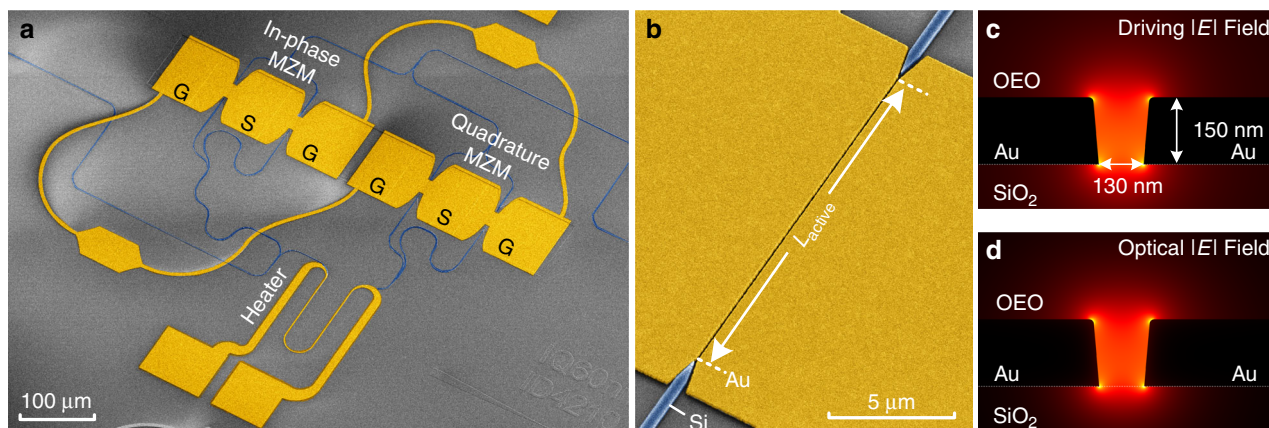 a
In-phase
MZM
G
S
G
Quadrature
MZM
G
S
G
Heater
100 μm
b
L_active
Au
Si
5 μm
c
Driving |E| Field
OEO
150 nm
Au
Au
130 nm
SiO₂
d
Optical |E| Field
OEO
Au
Au
SiO₂